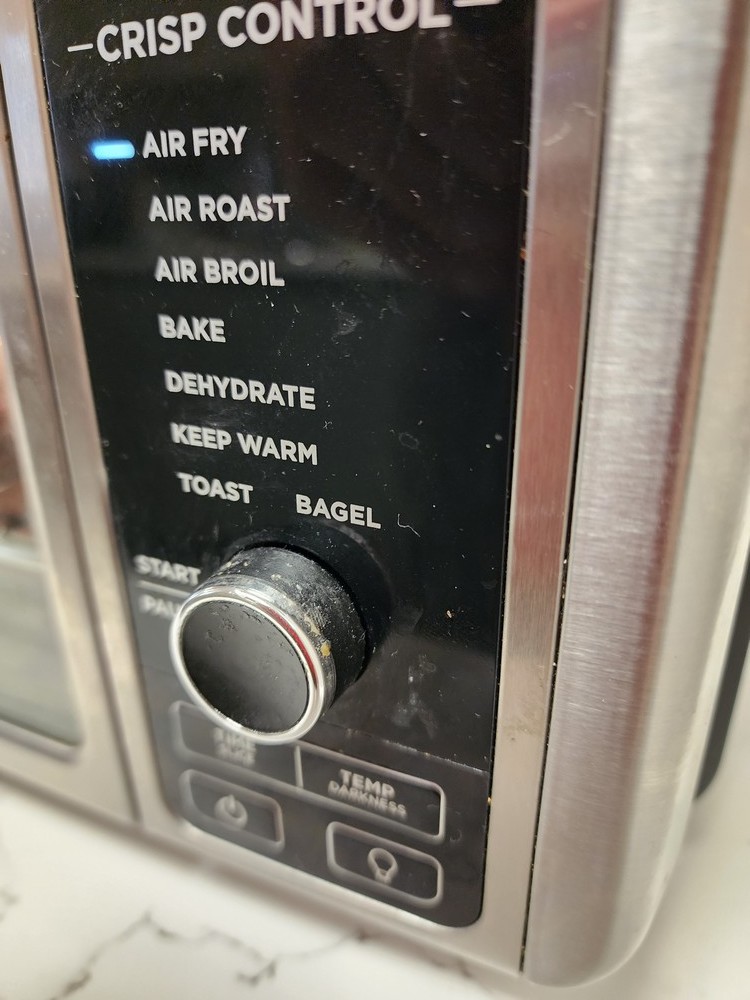 —CRISP CONTROL—
AIR FRY
AIR ROAST
AIR BROIL
BAKE
DEHYDRATE
KEEP WARM
TOAST BAGEL
START
TEMP
DARKNESS